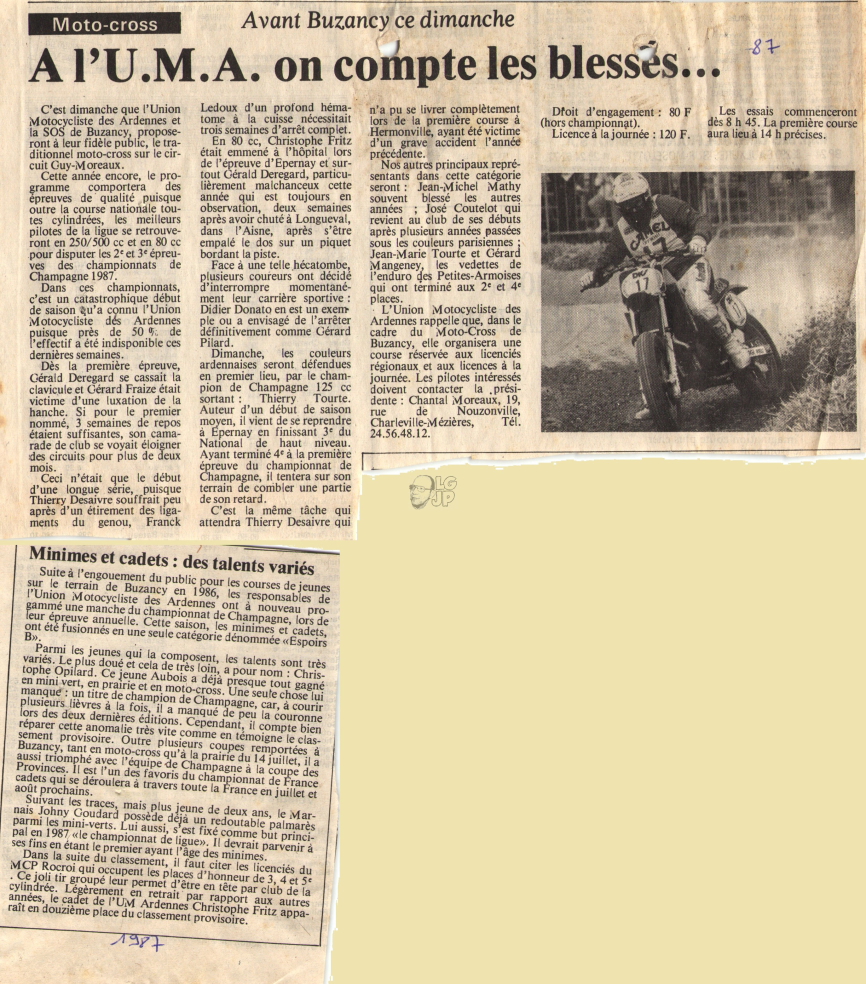 Moto-cross
Avant Buzancy ce dimanche
87
A l'U.M.A. on compte les blessés...
C'est dimanche que l'Union
Motocycliste des Ardennes et
la SOS de Buzancy, propose-
ront à leur fidèle public, le tra-
ditionnel moto-cross sur le cir-
cuit Guy-Moreaux.
Cette année encore, le pro-
gramme comportera des
épreuves de qualité puisque
outre la course nationale tou-
tes cylindrées, les meilleurs
pilotes de la ligue se retrouve-
ront en 250/500 cc et en 80 cc
pour disputer les 2e et 3e épreu-
ves des championnats de
Champagne 1987.
Dans ces championnats,
c'est un catastrophique début
de saison qu'a connu l'Union
Motocycliste des Ardennes
puisque près de 50 % de
l'effectif a été indisponible ces
dernières semaines.
Dès la première épreuve,
Gérald Deregard se cassait la
clavicule et Gérard Fraize était
victime d'une luxation de la
hanche. Si pour le premier
nommé, 3 semaines de repos
étaient suffisantes, son cama-
rade de club se voyait éloigner
des circuits pour plus de deux
mois.
Ceci n'était que le début
d'une longue série, puisque
Thierry Desaivre souffrait peu
après d'un étirement des liga-
ments du genou, Franck
Ledoux d'un profond héma-
tome à la cuisse nécessitait
trois semaines d'arrêt complet.
En 80 cc, Christophe Fritz
était emmené à l'hôpital lors
de l'épreuve d'Epernay et sur-
tout Gérald Deregard, particu-
lièrement malchanceux cette
année qui est toujours en
observation, deux semaines
après avoir chuté à Longueval,
dans l'Aisne, après s'être
empalé le dos sur un piquet
bordant la piste.
Face à une telle hécatombe,
plusieurs coureurs ont décidé
d'interrompre momentané-
ment leur carrière sportive :
Didier Donato en est un exem-
ple ou a envisagé de l'arrêter
définitivement comme Gérard
Pilard.
Dimanche, les couleurs
ardennaises seront défendues
en premier lieu, par le cham-
pion de Champagne 125 cc
sortant : Thierry Tourte.
Auteur d'un début de saison
moyen, il vient de se reprendre
à Epernay en finissant 3e du
National de haut niveau.
Ayant terminé 4e à la première
épreuve du championnat de
Champagne, il tentera sur son
terrain de combler une partie
de son retard.
C'est la même tâche qui
attendra Thierry Desaivre qui
n'a pu se livrer complètement
lors de la première course à
Hermonville, ayant été victime
d'un grave accident l'année
précédente.
Nos autres principaux repré-
sentants dans cette catégorie
seront : Jean-Michel Mathy
souvent blessé les autres
années ; José Coutelot qui
revient au club de ses débuts
après plusieurs années passées
sous les couleurs parisiennes ;
Jean-Marie Tourte et Gérard
Mangeney, les vedettes de
l'enduro des Petites-Armoises
qui ont terminé aux 2e et 4e
places.
L'Union Motocycliste des
Ardennes rappelle que, dans le
cadre du Moto-Cross de
Buzancy, elle organisera une
course réservée aux licenciés
régionaux et aux licences à la
journée. Les pilotes intéressés
doivent contacter la prési-
dente : Chantal Moreaux, 19,
rue de Nouzonville,
Charleville-Mézières, Tél.
24.56.48.12.
Droit d'engagement : 80 F
(hors championnat).
Licence à la journée : 120 F.
Les essais commenceront
dès 8 h 45. La première course
aura lieu à 14 h précises.
CAMEL
17
LG
JP
Minimes et cadets : des talents variés
Suite à l'engouement du public pour les courses de jeunes
sur le terrain de Buzancy en 1986, les responsables de
l'Union Motocycliste des Ardennes ont à nouveau pro-
gammé une manche du championnat de Champagne, lors de
leur épreuve annuelle. Cette saison, les minimes et cadets,
ont été fusionnés en une seule catégorie dénommée «Espoirs
B».
Parmi les jeunes qui la composent, les talents sont très
variés. Le plus doué et cela de très loin, a pour nom : Chris-
tophe Opilard. Ce jeune Aubois a déjà presque tout gagné
en mini vert, en prairie et en moto-cross. Une seule chose lui
manque : un titre de champion de Champagne, car, à courir
plusieurs lièvres à la fois, il a manqué de peu la couronne
lors des deux dernières éditions. Cependant, il compte bien
réparer cette anomalie très vite comme en témoigne le clas-
sement provisoire. Outre plusieurs coupes remportées à
Buzancy, tant en moto-cross qu'à la prairie du 14 juillet, il a
aussi triomphé avec l'équipe de Champagne à la coupe des
Provinces. Il est l'un des favoris du championnat de France
cadets qui se déroulera à travers toute la France en juillet et
août prochains.
Suivant les traces, mais plus jeune de deux ans, le Mar-
nais Johny Goudard possède déjà un redoutable palmarès
parmi les mini-verts. Lui aussi, s'est fixé comme but princi-
pal en 1987 «le championnat de ligue». Il devrait parvenir à
ses fins en étant le premier ayant l'âge des minimes.
Dans la suite du classement, il faut citer les licenciés du
MCP Rocroi qui occupent les places d'honneur de 3, 4 et 5e
. Ce joli tir groupé leur permet d'être en tête par club de la
cylindrée. Légèrement en retrait par rapport aux autres
années, le cadet de l'UM Ardennes Christophe Fritz appa-
raît en douzième place du classement provisoire.
1987